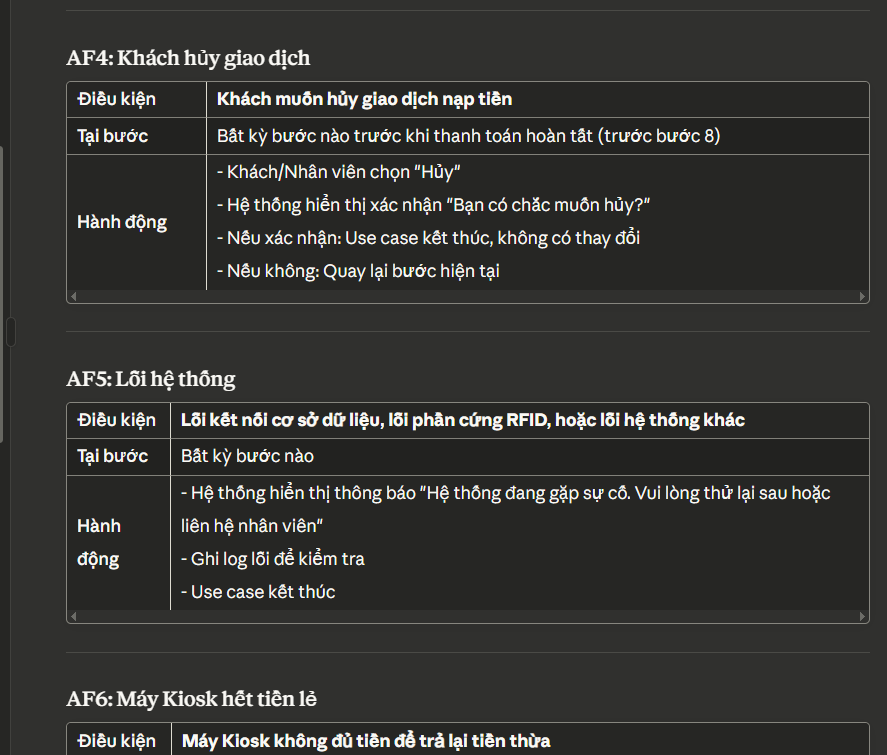 AF4: Khách hủy giao dịch
Điều kiện Khách muốn hủy giao dịch nạp tiền
Tại bước Bất kỳ bước nào trước khi thanh toán hoàn tất (trước bước 8)
- Khách/Nhân viên chọn "Hủy"
- Hệ thống hiển thị xác nhận "Bạn có chắc muốn hủy?"
Hành động
- Nếu xác nhận: Use case kết thúc, không có thay đổi
- Nếu không: Quay lại bước hiện tại
AF5: Lỗi hệ thống
Điều kiện Lỗi kết nối cơ sở dữ liệu, lỗi phần cứng RFID, hoặc lỗi hệ thống khác
Tại bước Bất kỳ bước nào
- Hệ thống hiển thị thông báo "Hệ thống đang gặp sự cố. Vui lòng thử lại sau hoặc
Hành liên hệ nhân viên"
động - Ghi log lỗi để kiểm tra
- Use case kết thúc
AF6: Máy Kiosk hết tiền lẻ
Điều kiện Máy Kiosk không đủ tiền để trả lại tiền thừa